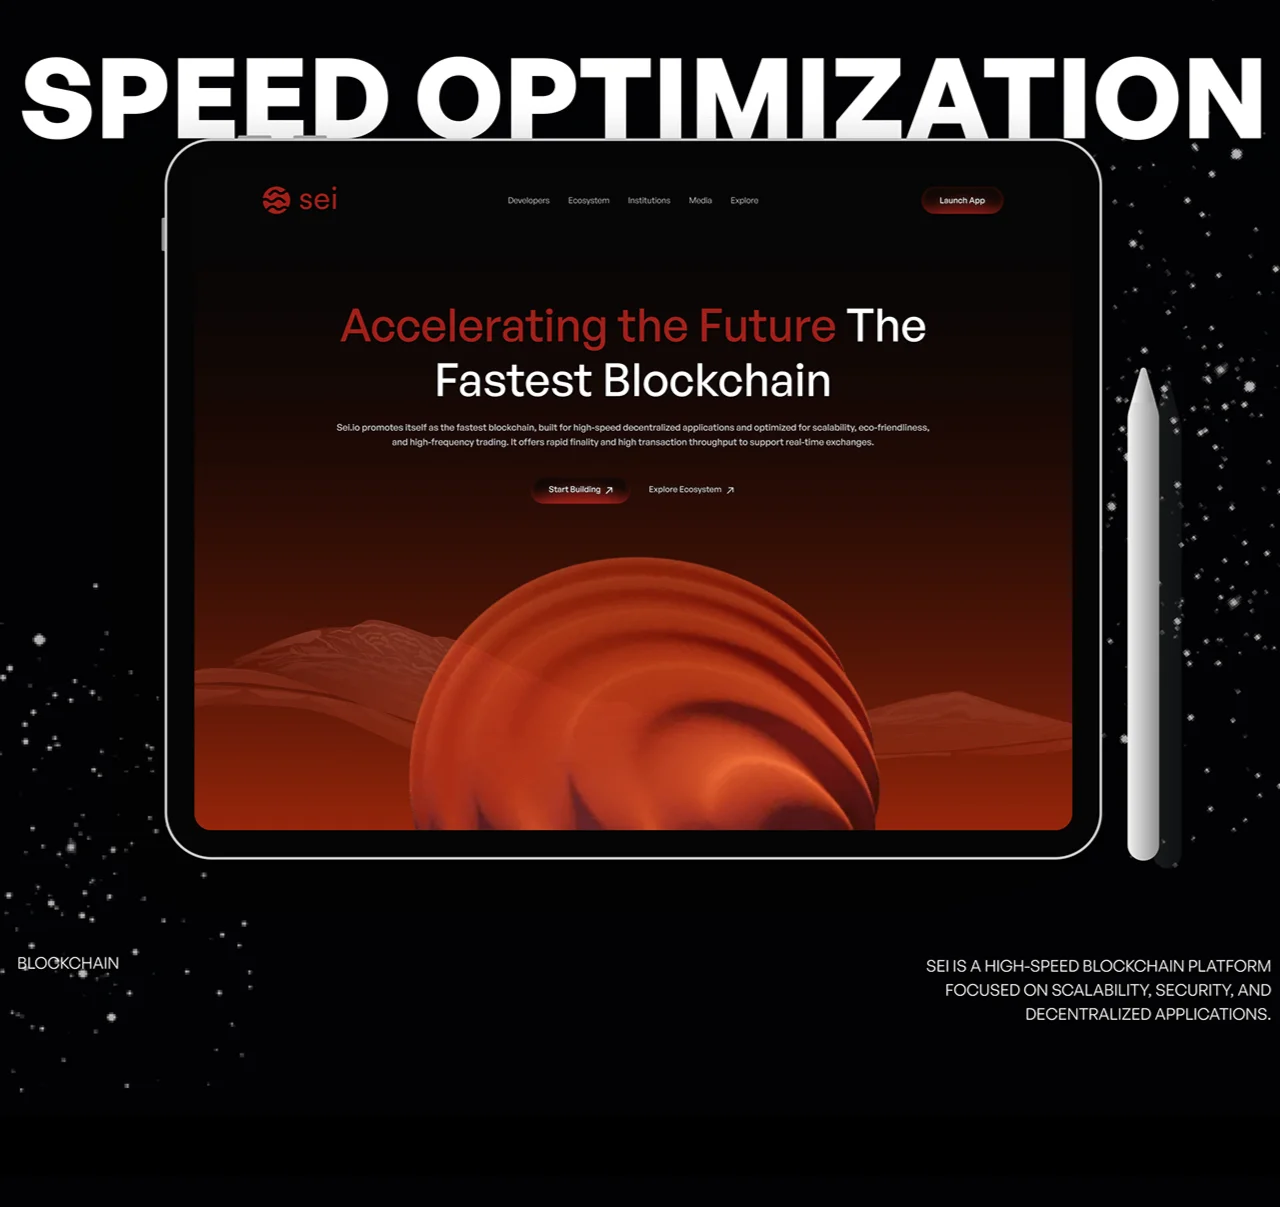 SPEED OPTIMIZATION
sei
Developers Ecosystem Institutions Media Explore
Launch App
Accelerating the Future The
Fastest Blockchain
Sei.io promotes itself as the fastest blockchain, built for high-speed decentralized applications and optimized for scalability, eco-friendliness,
and high-frequency trading. It offers rapid finality and high transaction throughput to support real-time exchanges.
Start Building Explore Ecosystem
BLOCKCHAIN
SEI IS A HIGH-SPEED BLOCKCHAIN PLATFORM
FOCUSED ON SCALABILITY, SECURITY, AND
DECENTRALIZED APPLICATIONS.